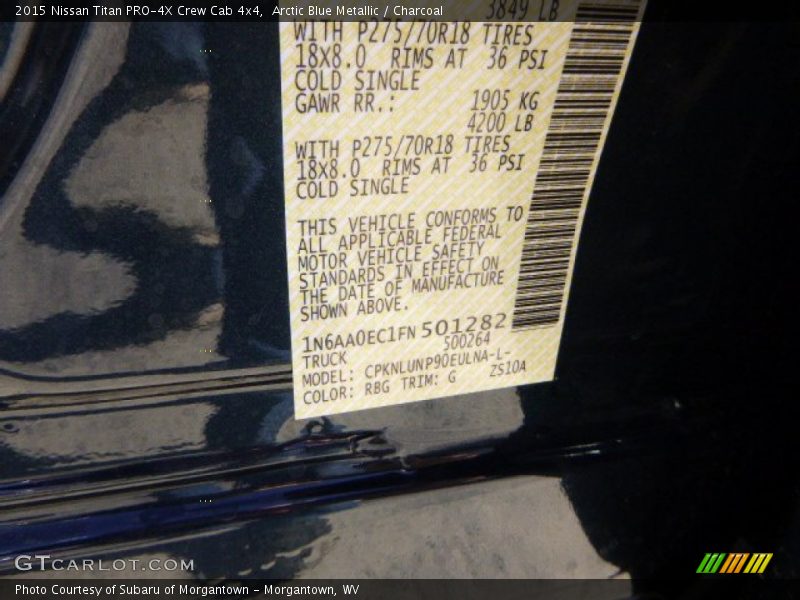 2015 Nissan Titan PRO-4X Crew Cab 4x4, Arctic Blue Metallic / Charcoal
3849 LB
WITH P275/70R18 TIRES
18X8.0 RIMS AT 36 PSI
COLD SINGLE
GAWR RR.: 1905 KG
4200 LB
WITH P275/70R18 TIRES
18X8.0 RIMS AT 36 PSI
COLD SINGLE
THIS VEHICLE CONFORMS TO
ALL APPLICABLE FEDERAL
MOTOR VEHICLE SAFETY
STANDARDS IN EFFECT ON
THE DATE OF MANUFACTURE
SHOWN ABOVE.
1N6AA0EC1FN501282
TRUCK 500264
MODEL: CPKNLUNP90EULNA-L-
COLOR: RBG TRIM: G ZS10A
GTCARLOT.COM
Photo Courtesy of Subaru of Morgantown - Morgantown, WV